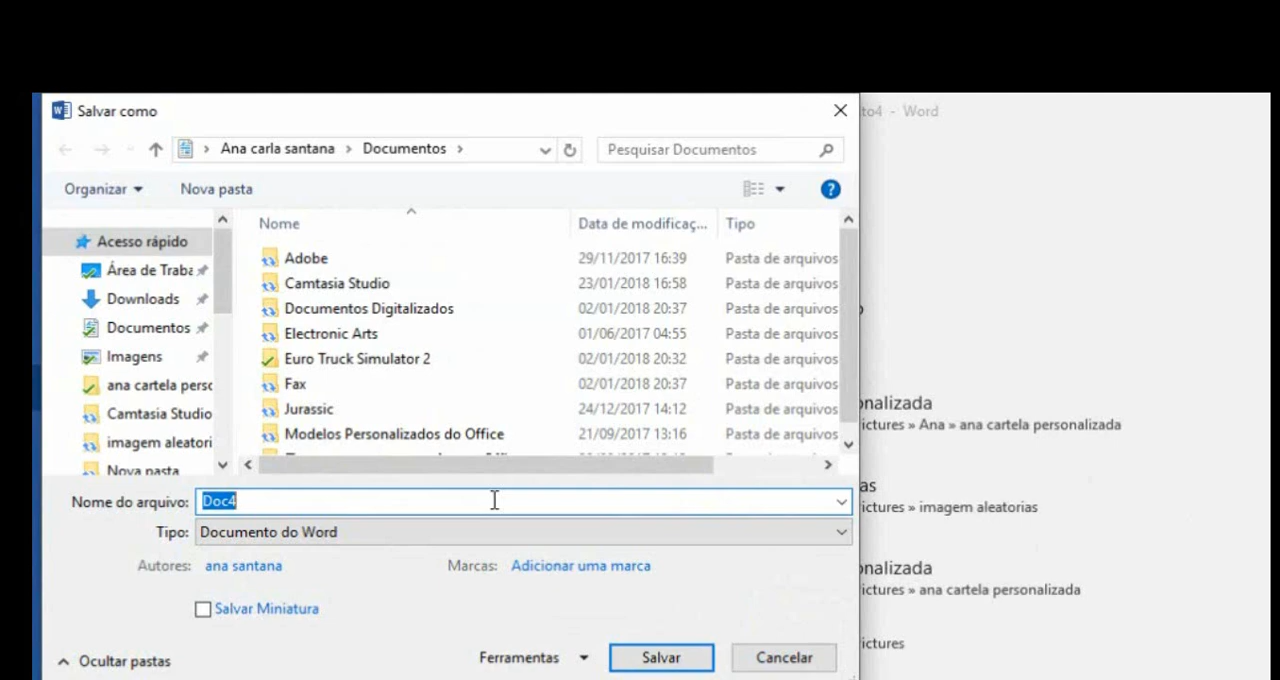 Salvar como
to4 - Word
Ana carla santana > Documentos >
Pesquisar Documentos
Organizar
Nova pasta
Nome
Data de modificaç...
Tipo
Acesso rápido
Área de Traba
Downloads
Documentos
Imagens
ana cartela perso
Camtasia Studio
imagem aleatori
Nova pasta
Adobe 29/11/2017 16:39 Pasta de arquivos
Camtasia Studio 23/01/2018 16:58 Pasta de arquivos
Documentos Digitalizados 02/01/2018 20:37 Pasta de arquivos
Electronic Arts 01/06/2017 04:55 Pasta de arquivos
Euro Truck Simulator 2 02/01/2018 20:32 Pasta de arquivos
Fax 02/01/2018 20:37 Pasta de arquivos
Jurassic 24/12/2017 14:12 Pasta de arquivos
Modelos Personalizados do Office 21/09/2017 13:16 Pasta de arquivos
onalizada
ictures » Ana » ana cartela personalizada
as
ictures » imagem aleatorias
onalizada
ictures » ana cartela personalizada
ictures
Nome do arquivo: Doc4
Tipo: Documento do Word
Autores: ana santana
Marcas: Adicionar uma marca
Salvar Miniatura
Ocultar pastas
Ferramentas
Salvar
Cancelar